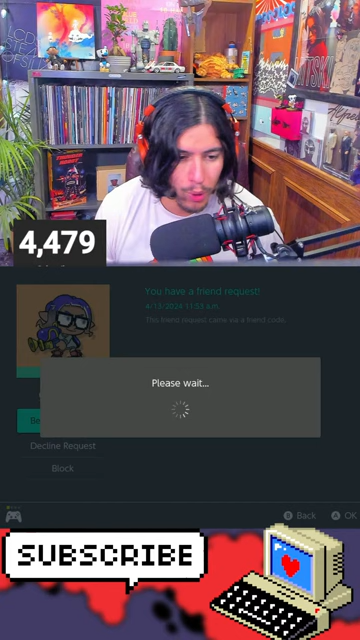 4,479
You have a friend request!
4/13/2024 11:53 a.m.
This friend request came via a friend code.
Please wait...
Be
Decline Request
Block
Back
OK
SUBSCRIBE